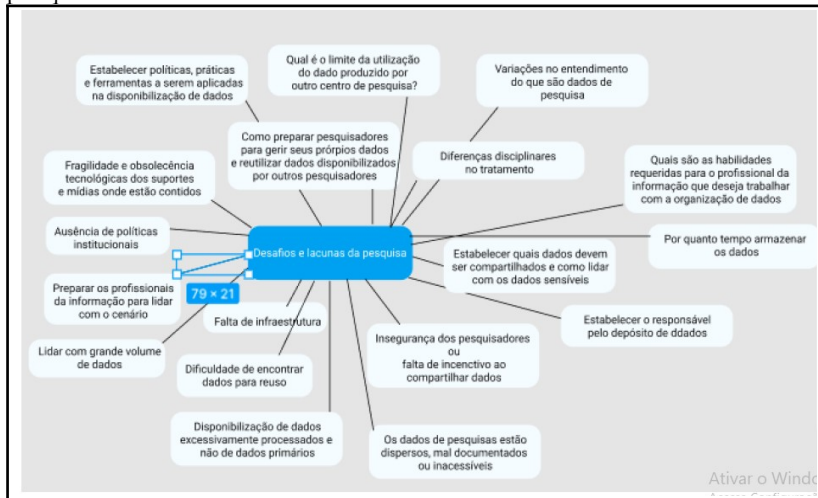 Estabelecer políticas, práticas
e ferramentas a serem aplicadas
na disponibilização de dados
Qual é o limite da utilização
do dado produzido por
outro centro de pesquisa?
Variações no entendimento
do que são dados de
pesquisa
Como preparar pesquisadores
para gerir seus prórpios dados
e reutilizar dados disponibilizados
por outros pesquisadores
Diferenças disciplinares
no tratamento
Fragilidade e obsolecência
tecnológicas dos suportes
e mídias onde estão contidos
Quais são as habilidades
requeridas para o profissional da
informação que deseja trabalhar
com a organização de dados
Ausência de políticas
institucionais
Desafios e lacunas da pesquisa
Por quanto tempo armazenar
os dados
Estabelecer quais dados devem
ser compartilhados e como lidar
com os dados sensíveis
Preparar os profissionais
da informação para lidar
com o cenário
79 × 21
Falta de infraestrutura
Estabelecer o responsável
pelo depósito de ddados
Insegurança dos pesquisadores
ou
falta de incenctivo ao
compartilhar dados
Lidar com grande volume
de dados
Dificuldade de encontrar
dados para reuso
Disponibilização de dados
excessivamente processados e
não de dados primários
Os dados de pesquisas estão
dispersos, mal documentados
ou inacessíveis
Ativar o Windo